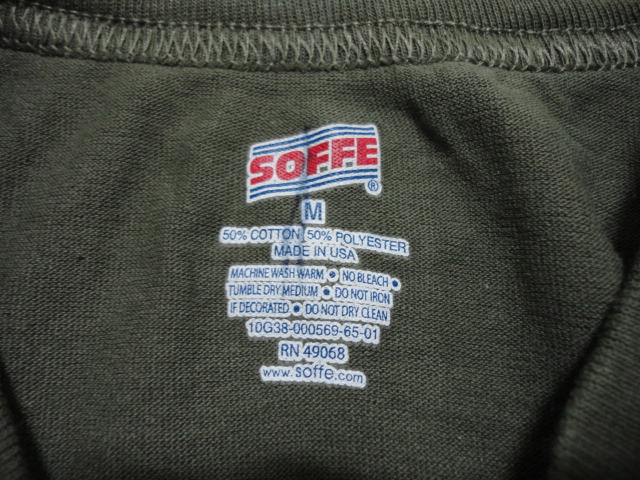 SOFFE®
M
50% COTTON 50% POLYESTER
MADE IN USA
MACHINE WASH WARM • NO BLEACH •
TUMBLE DRY MEDIUM • DO NOT IRON
IF DECORATED • DO NOT DRY CLEAN
10G38-000569-65-01
RN 49068
www.soffe.com